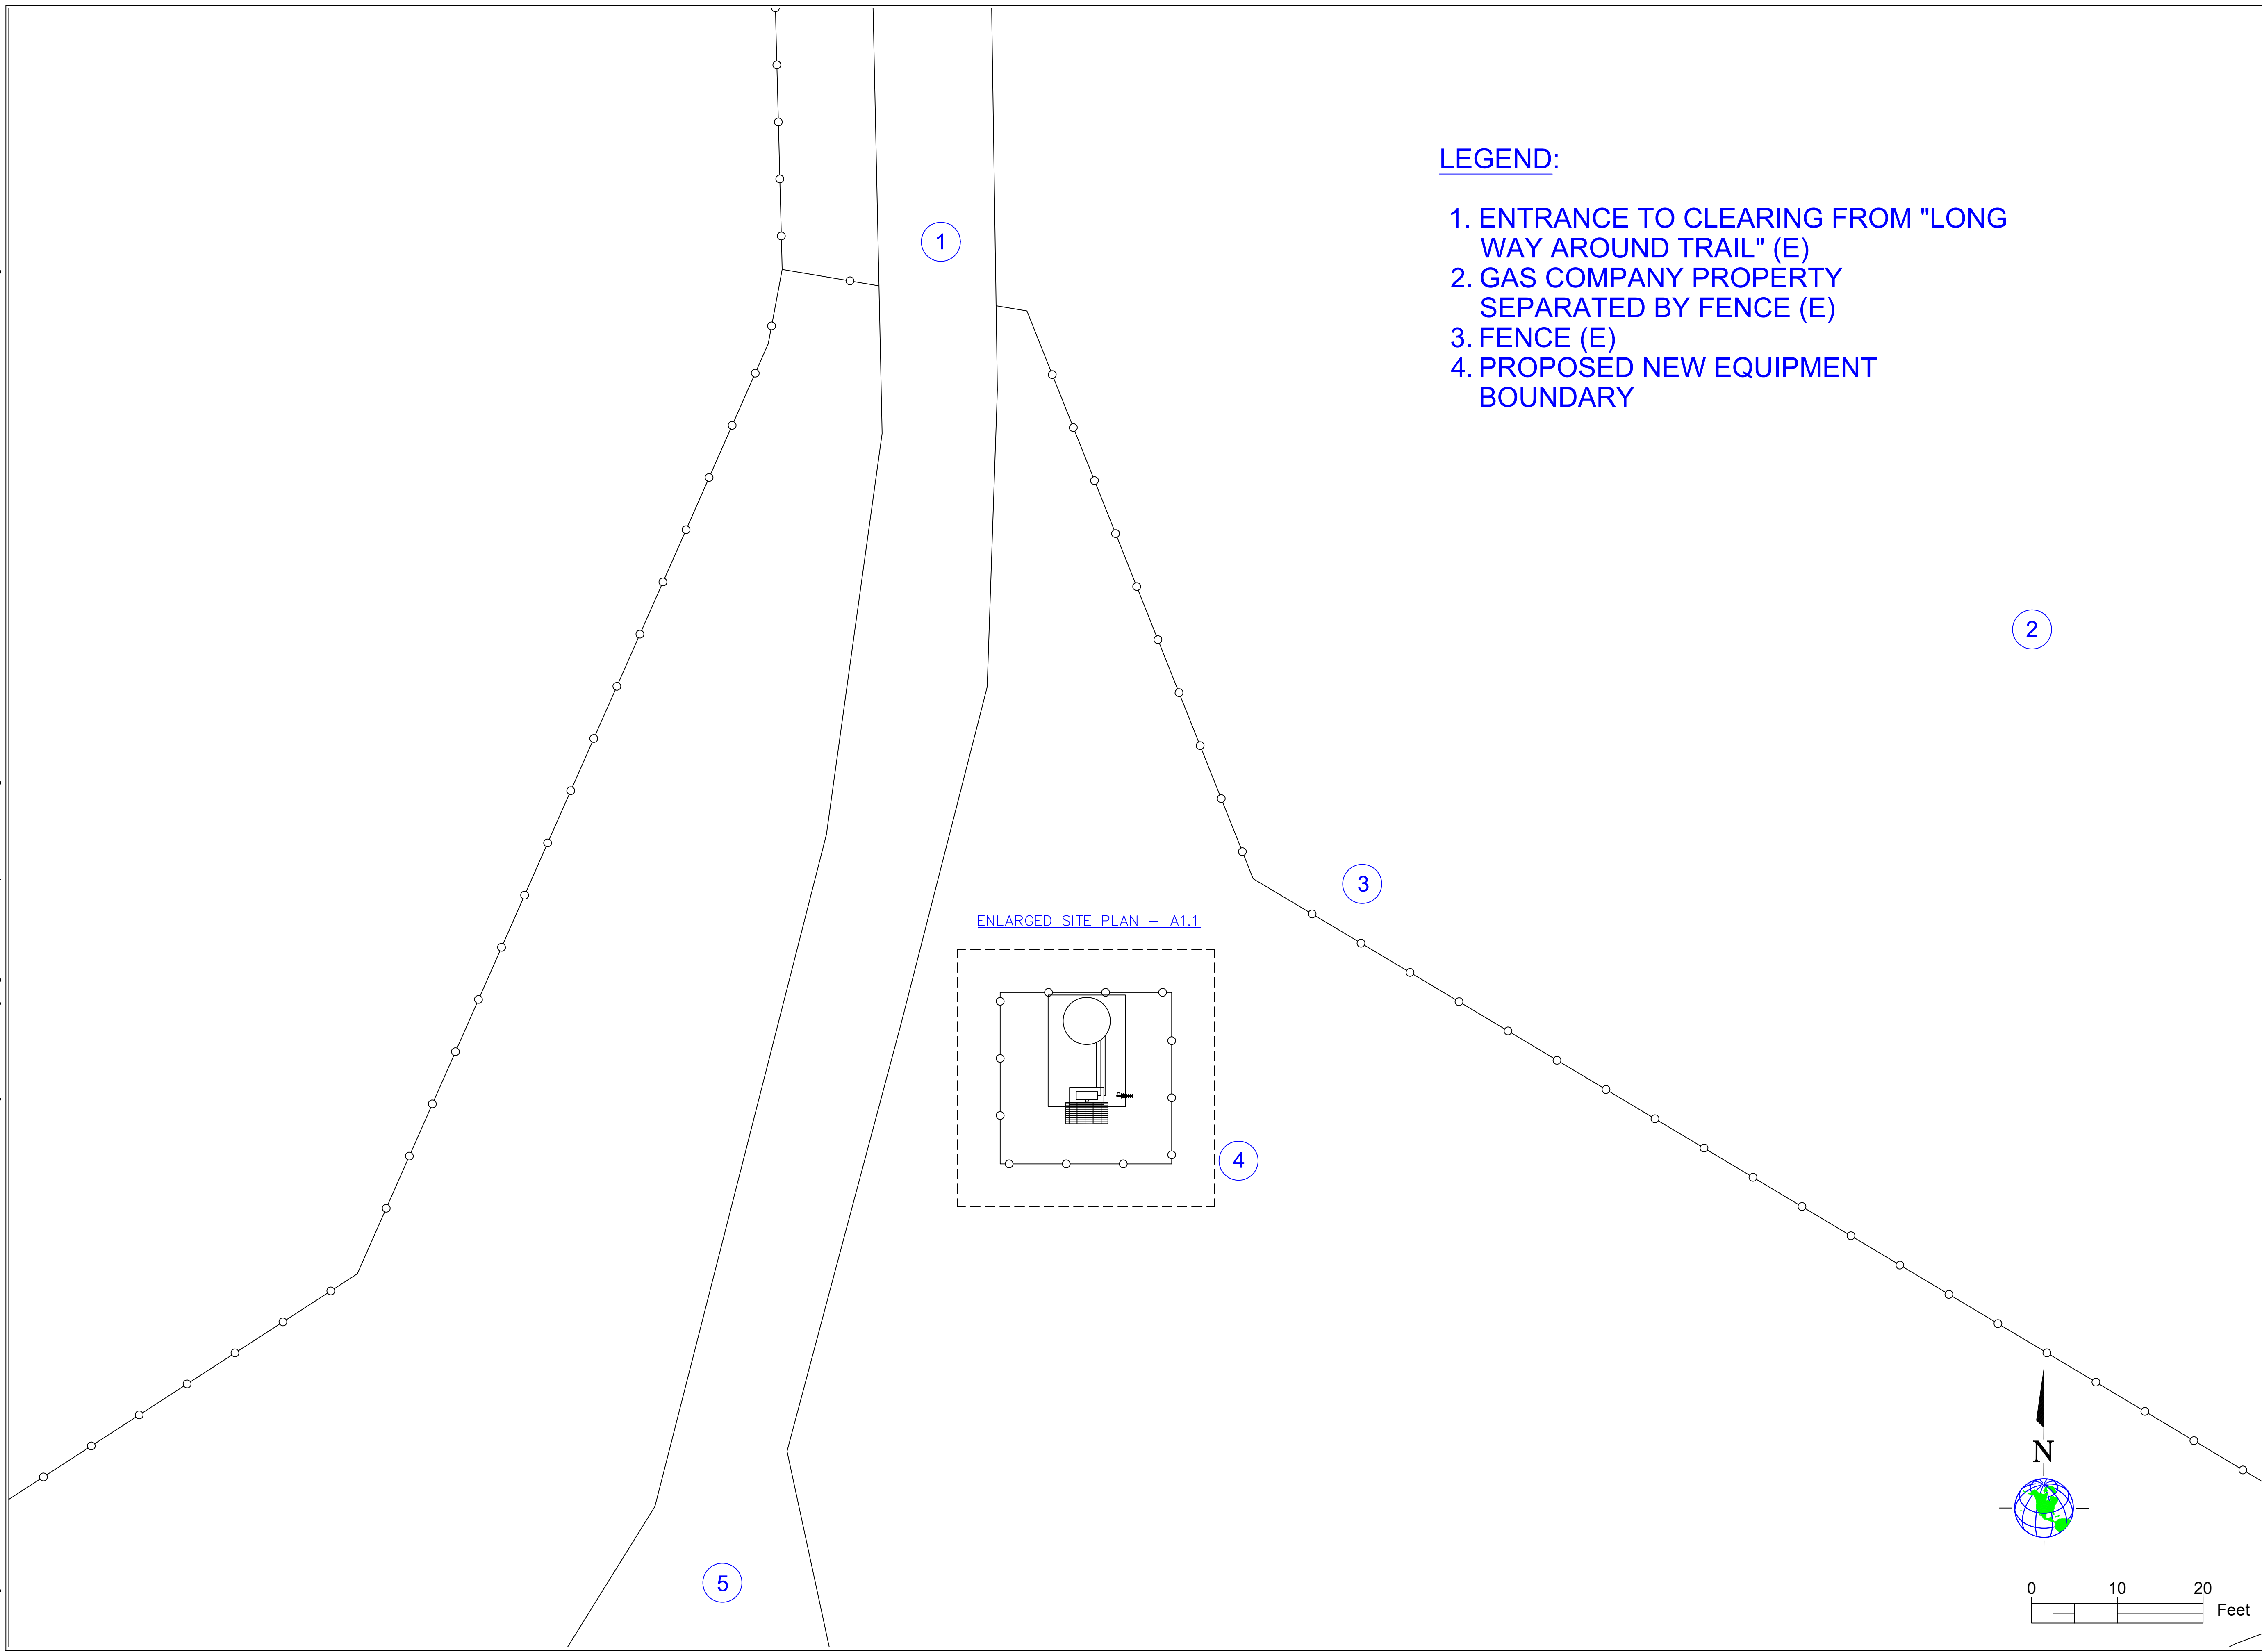 LEGEND:
1. ENTRANCE TO CLEARING FROM "LONG
WAY AROUND TRAIL" (E)
2. GAS COMPANY PROPERTY
SEPARATED BY FENCE (E)
3. FENCE (E)
4. PROPOSED NEW EQUIPMENT
BOUNDARY
1
2
3
ENLARGED SITE PLAN – A1.1
4
N
5
0 10 20
Feet